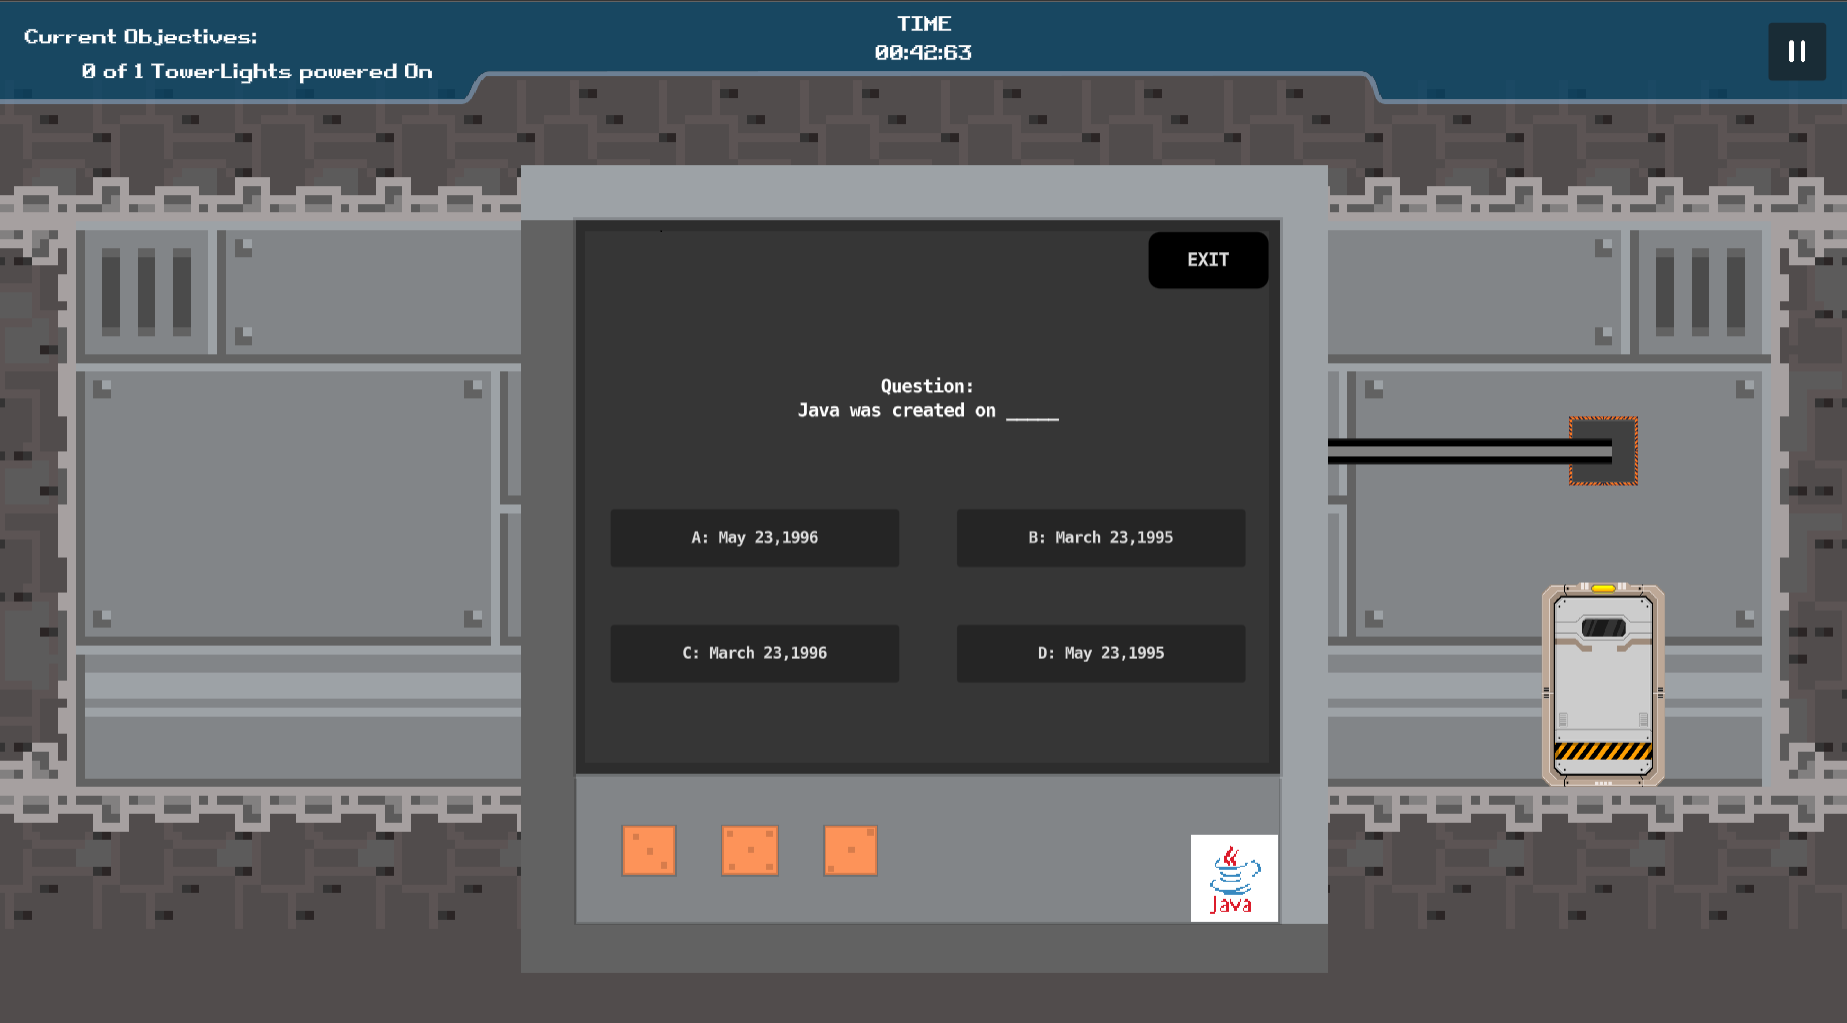 Current Objectives:
0 of 1 TowerLights powered On
TIME
00:42:63
EXIT
Question:
Java was created on _____
A: May 23,1996
B: March 23,1995
C: March 23,1996
D: May 23,1995
Java